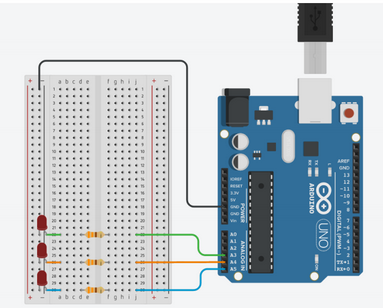 a b c d e
f g h i j
IOREF
RESET
3.3V
5V
GND
GND
Vin
POWER
A0
A1
A2
A3
A4
A5
ANALOG IN
AREF
GND
13
12
~11
~10
~9
8
7
~6
~5
4
~3
2
TX→1
RX←0
DIGITAL (PWM~)
TX
RX
L
ON
ARDUINO
UNO